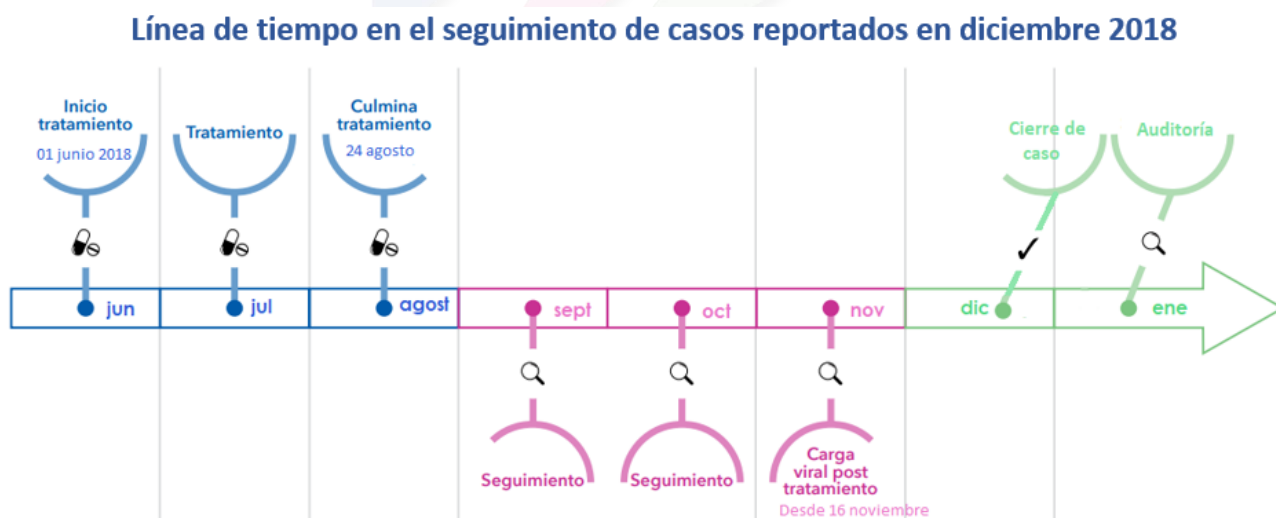 Línea de tiempo en el seguimiento de casos reportados en diciembre 2018
Inicio
tratamiento
01 junio 2018
Tratamiento
Culmina
tratamiento
24 agosto
Cierre de
caso
Auditoría
jun
jul
agost
sept
oct
nov
dic
ene
Seguimiento
Seguimiento
Carga
viral post
tratamiento
Desde 16 noviembre